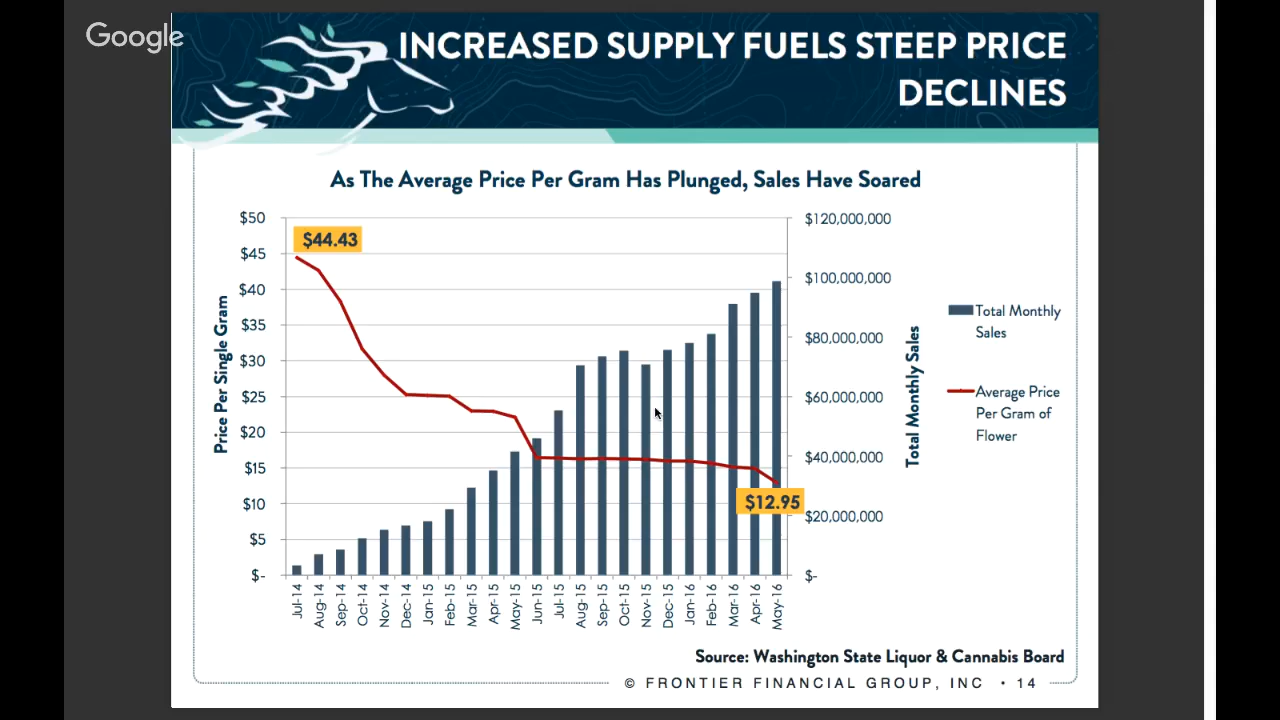 Google
INCREASED SUPPLY FUELS STEEP PRICE
DECLINES
As The Average Price Per Gram Has Plunged, Sales Have Soared
Price Per Single Gram
$50
$45
$40
$35
$30
$25
$20
$15
$10
$5
$-
$44.43
$12.95
$120,000,000
$100,000,000
$80,000,000
$60,000,000
$40,000,000
$20,000,000
$-
Total Monthly Sales
Total Monthly
Sales
Average Price
Per Gram of
Flower
Jul-14
Aug-14
Sep-14
Oct-14
Nov-14
Dec-14
Jan-15
Feb-15
Mar-15
Apr-15
May-15
Jun-15
Jul-15
Aug-15
Sep-15
Oct-15
Nov-15
Dec-15
Jan-16
Feb-16
Mar-16
Apr-16
May-16
Source: Washington State Liquor & Cannabis Board
© FRONTIER FINANCIAL GROUP, INC • 14